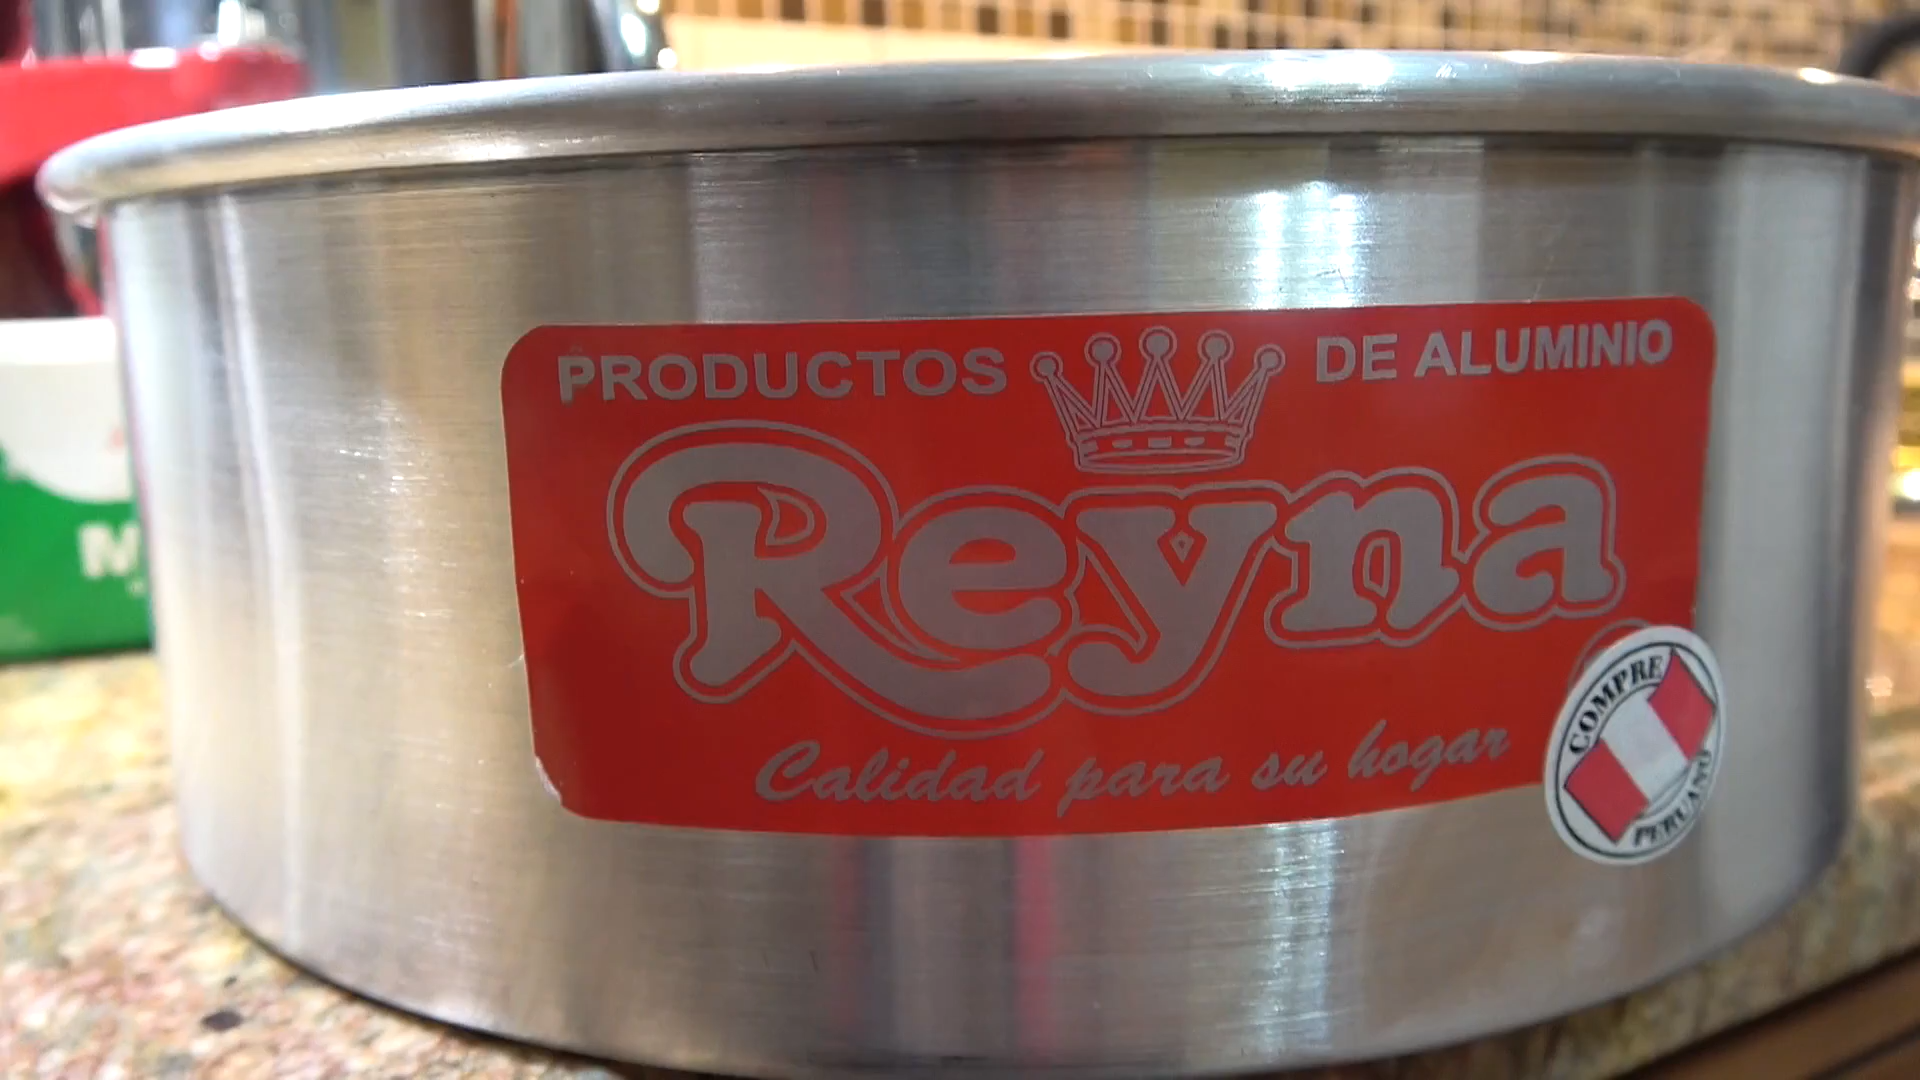 PRODUCTOS DE ALUMINIO
Reyna
Calidad para su hogar
COMPRE
PERUANO